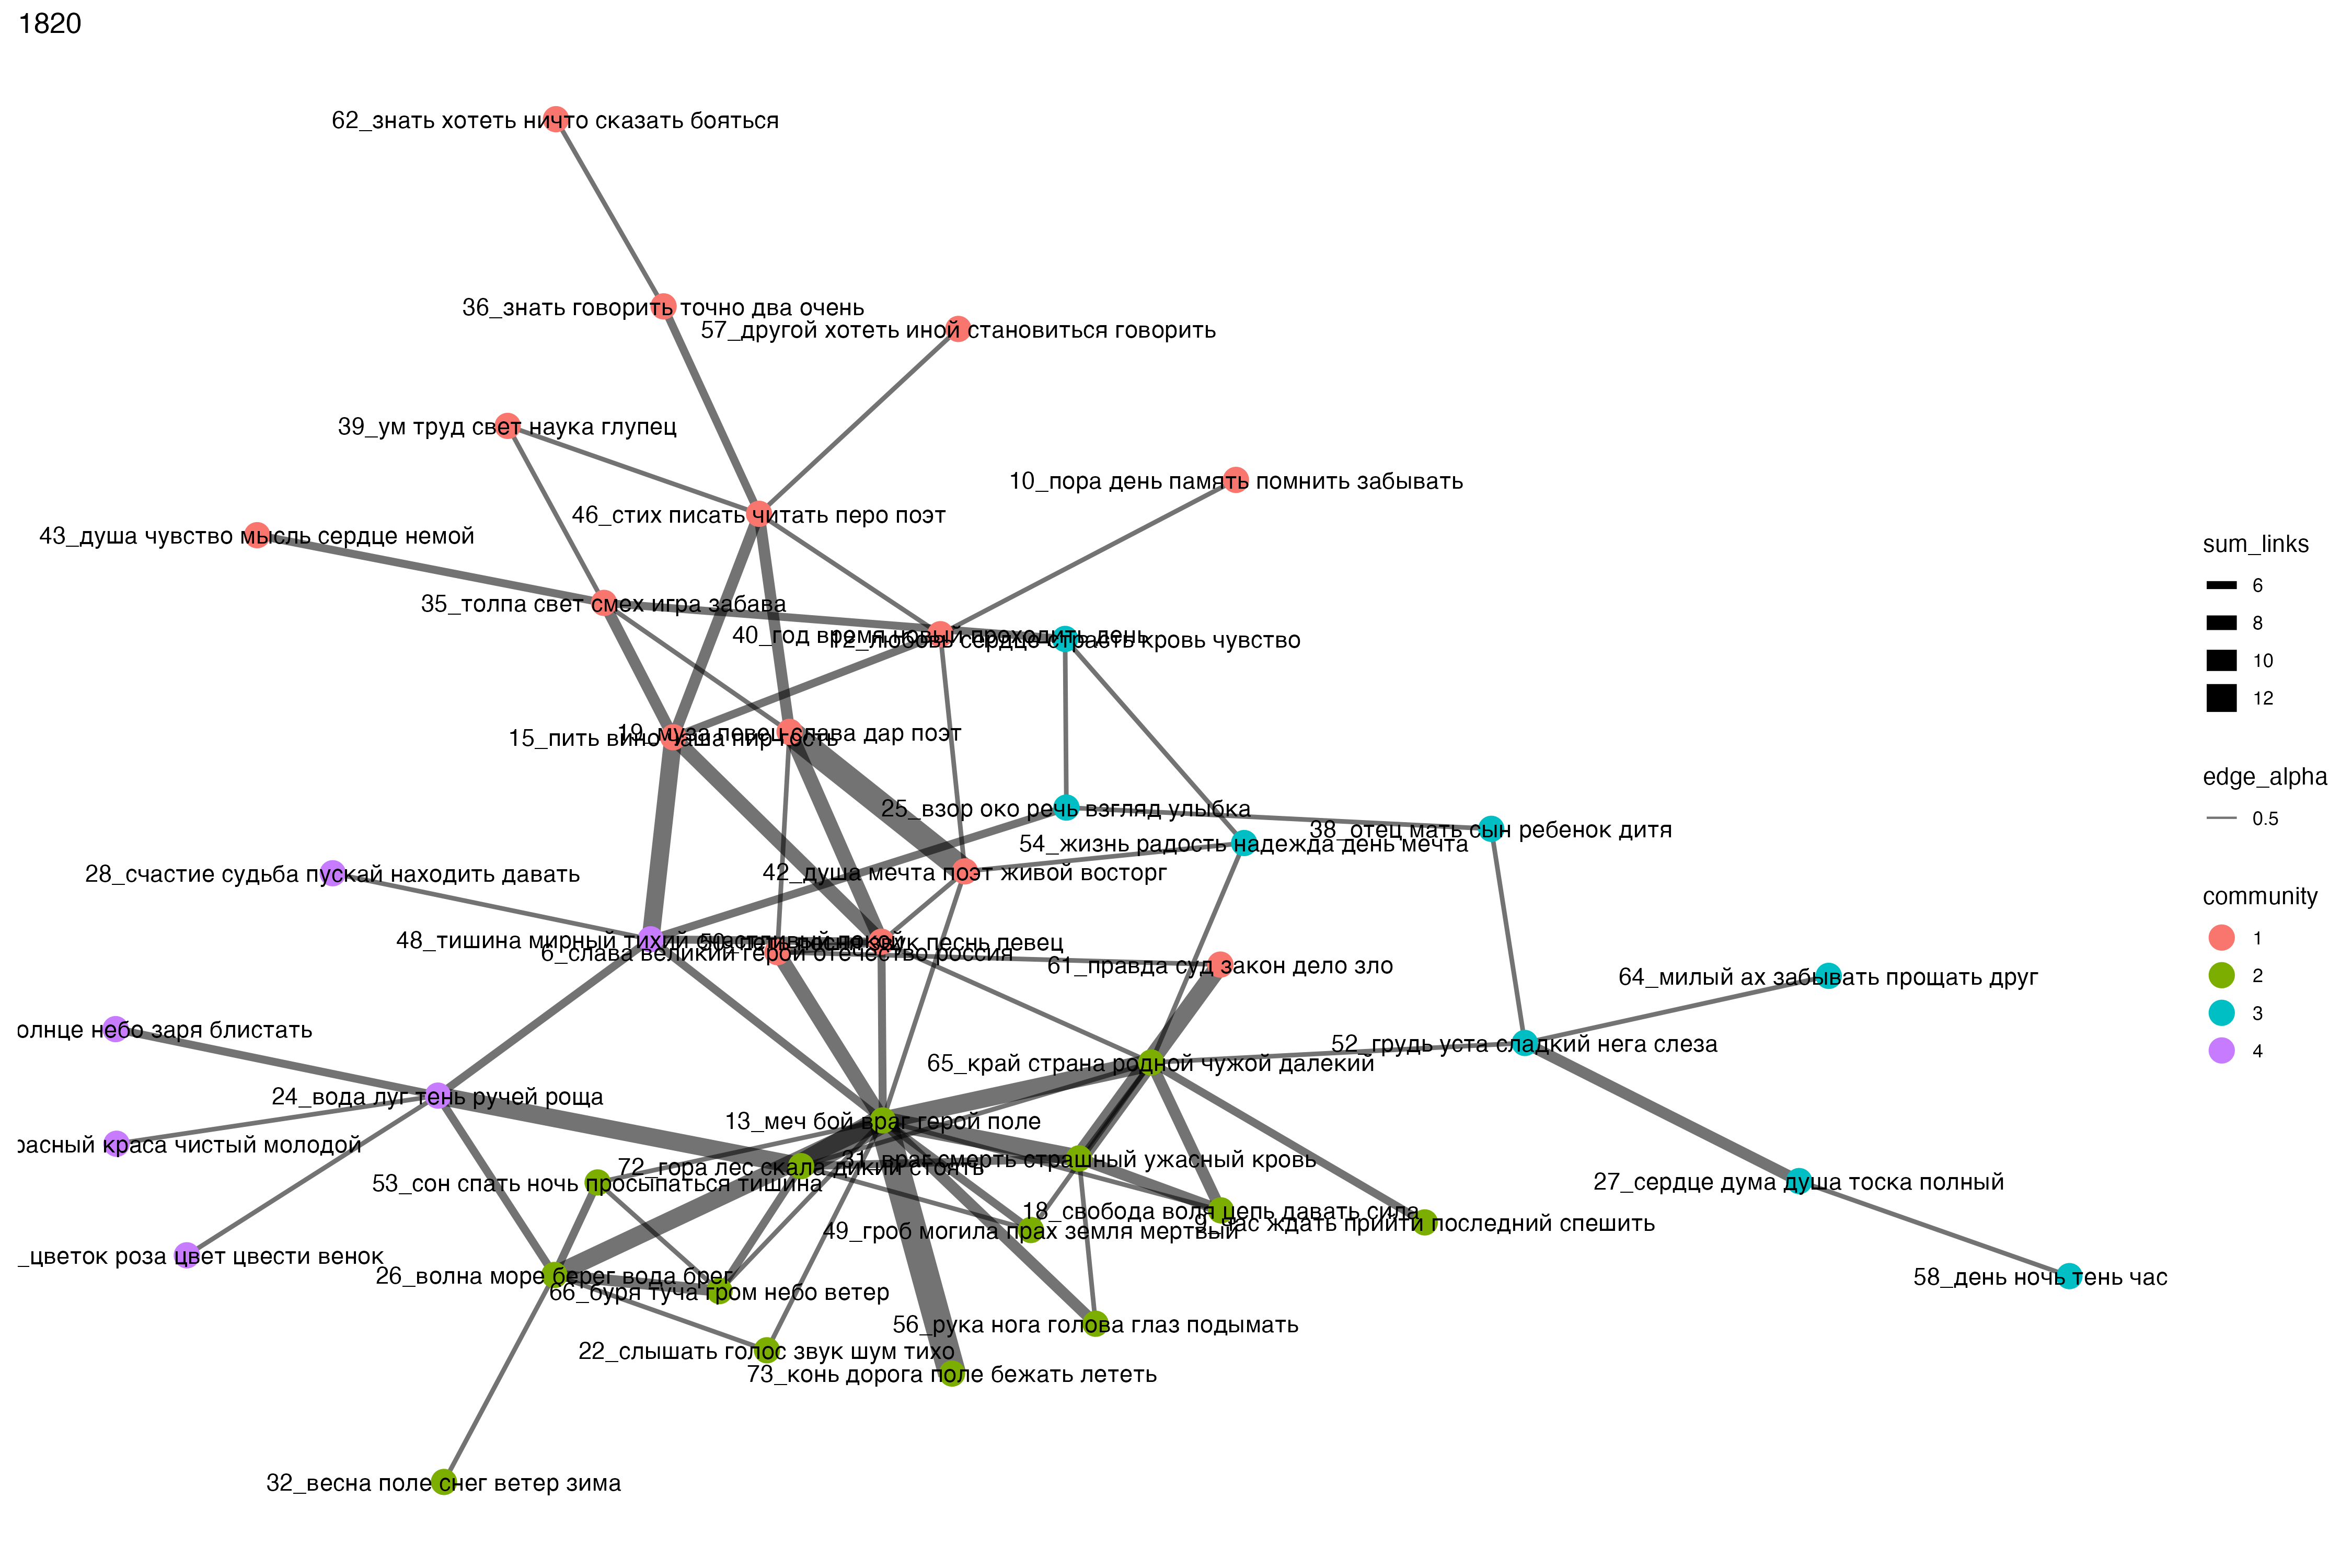 1820
62_знать хотеть ничто сказать бояться
36_знать говорить точно два очень
57_другой хотеть иной становиться говорить
39_ум труд свет наука глупец
10_пора день память помнить забывать
46_стих писать читать перо поэт
43_душа чувство мысль сердце немой
35_толпа свет смех игра забава
40_год время новый проходить день
12_любовь сердце страсть кровь чувство
19_муза певец слава дар поэт
15_пить вино чаша пир гость
25_взор око речь взгляд улыбка
38_отец мать сын ребенок дитя
54_жизнь радость надежда день мечта
42_душа мечта поэт живой восторг
28_счастие судьба пускай находить давать
48_тишина мирный тихий счастливый покой
петь песня звук песнь певец
6_слава великий герой отечество россия
61_правда суд закон дело зло
64_милый ах забывать прощать друг
олнце небо заря блистать
52_грудь уста сладкий нега слеза
65_край страна родной чужой далекий
24_вода луг тень ручей роща
13_меч бой враг герой поле
расный краса чистый молодой
31_враг смерть страшный ужасный кровь
72_гора лес скала дикий стоять
53_сон спать ночь просыпаться тишина
27_сердце дума душа тоска полный
18_свобода воля цепь давать сила
9_час ждать прийти последний спешить
49_гроб могила прах земля мертвый
_цветок роза цвет цвести венок
26_волна море берег вода брег
58_день ночь тень час
66_буря туча гром небо ветер
56_рука нога голова глаз подымать
22_слышать голос звук шум тихо
73_конь дорога поле бежать лететь
32_весна поле снег ветер зима
sum_links
6
8
10
12
edge_alpha
0.5
community
1
2
3
4